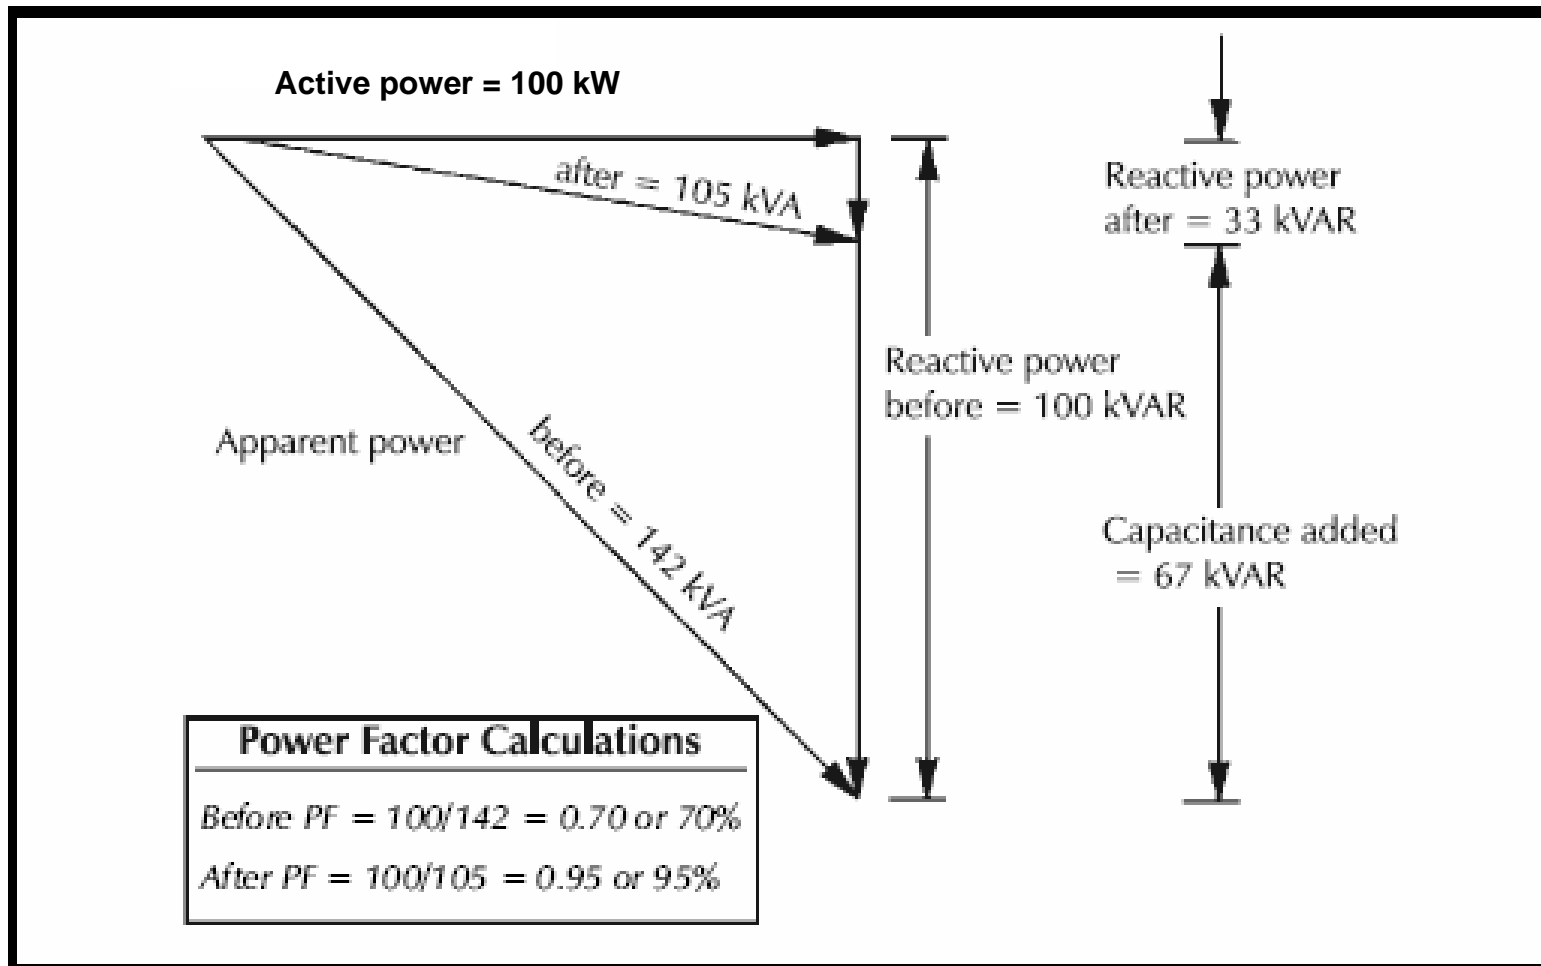 Active power = 100 kW
after = 105 kVA
Reactive power
after = 33 kVAR
Reactive power
before = 100 kVAR
Apparent power
before = 142 kVA
Capacitance added
= 67 kVAR
Power Factor Calculations
Before PF = 100/142 = 0.70 or 70%
After PF = 100/105 = 0.95 or 95%